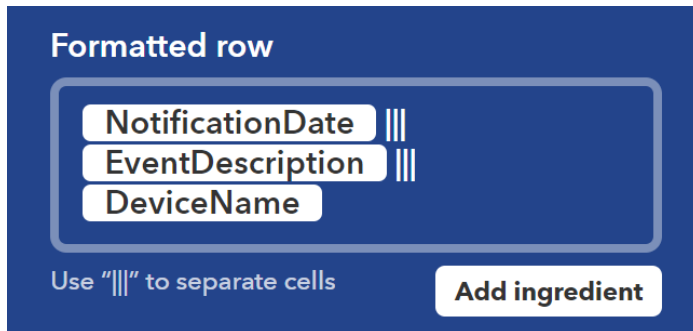 Formatted row
NotificationDate |||
EventDescription |||
DeviceName
Use “|||” to separate cells
Add ingredient